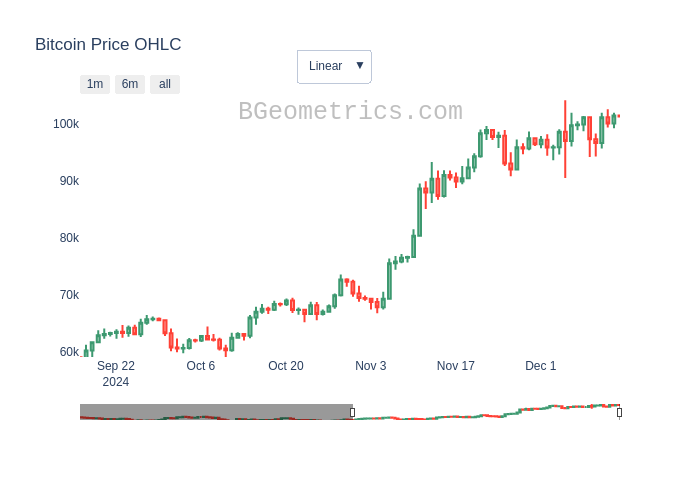 Bitcoin Price OHLC
Linear ▼
1m 6m all
BGeometrics.com
100k
90k
80k
70k
60k
Sep 22 Oct 6 Oct 20 Nov 3 Nov 17 Dec 1
2024